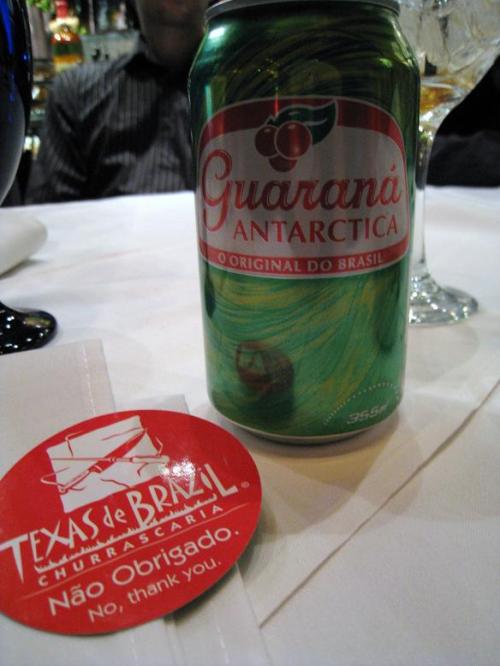 Guaraná
ANTARCTICA
O ORIGINAL DO BRASIL
355ml
TEXAS de BRAZIL®
CHURRASCARIA
Não Obrigado.
No, thank you.